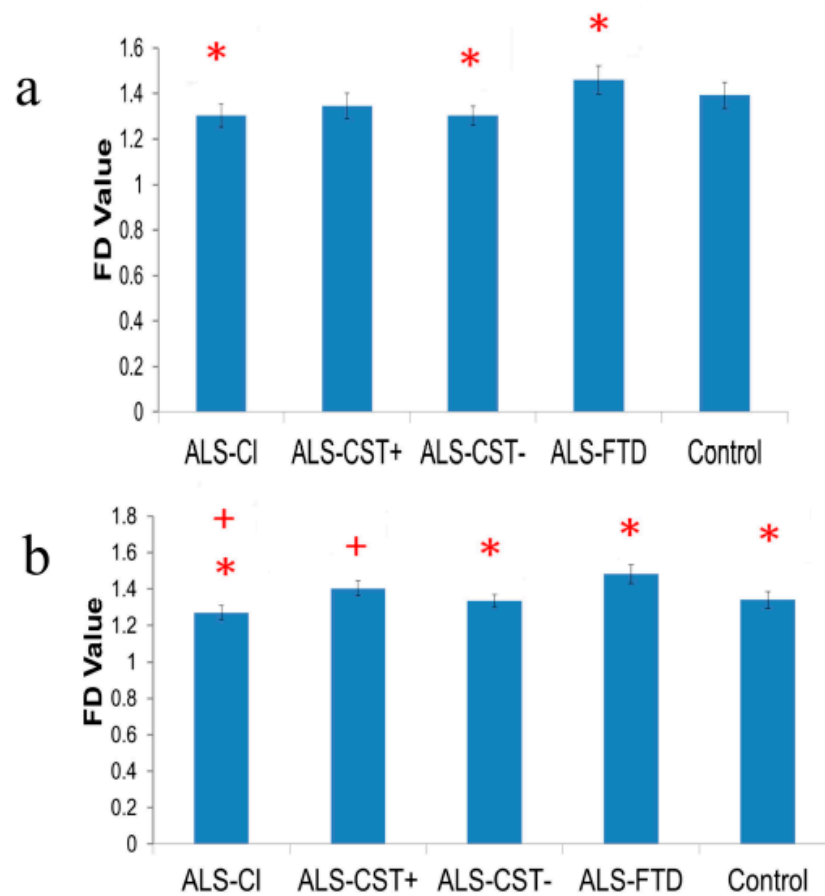 a
FD Value
1.6
1.4
1.2
1
0.8
0.6
0.4
0.2
0
* * *
ALS-CI ALS-CST+ ALS-CST- ALS-FTD Control
b
FD Value
1.8
1.6
1.4
1.2
1
0.8
0.6
0.4
0.2
0
+
* + * * *
ALS-CI ALS-CST+ ALS-CST- ALS-FTD Control